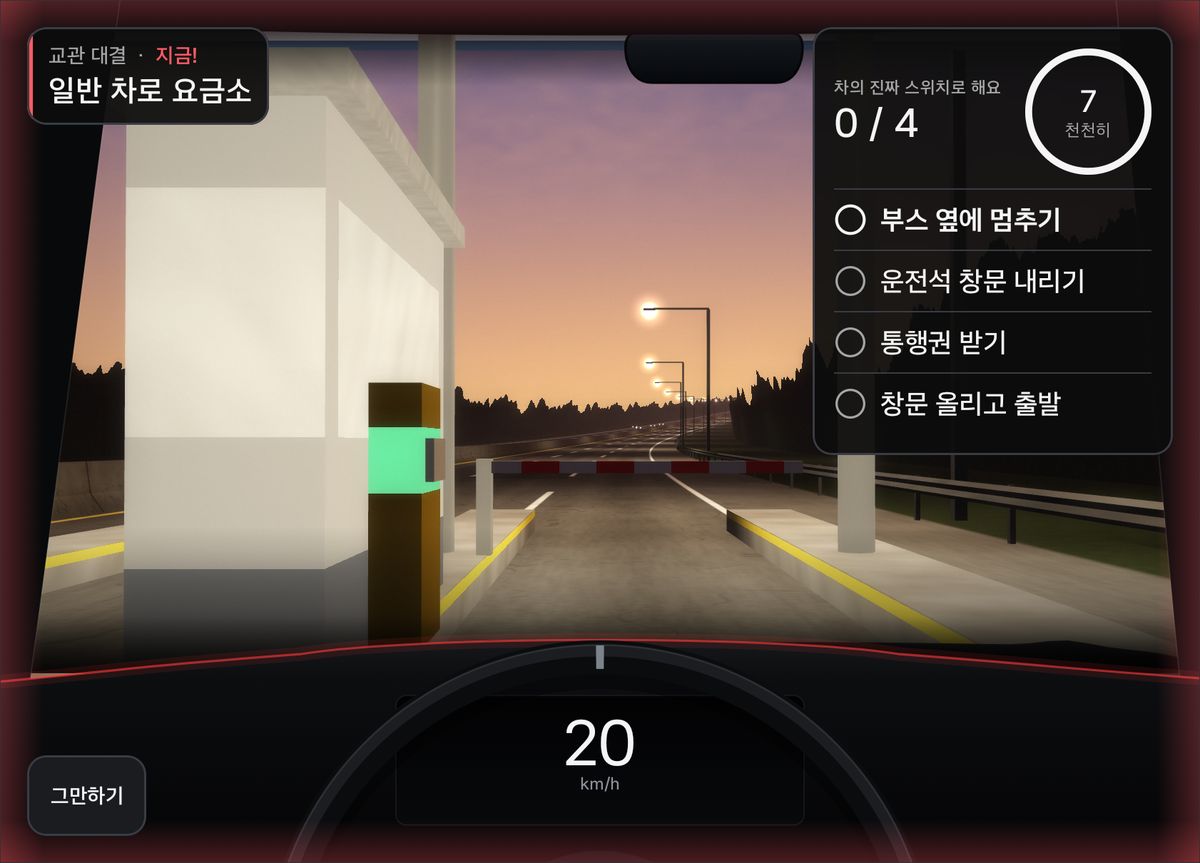 교관 대결 · 지금!
일반 차로 요금소
차의 진짜 스위치로 해요
0 / 4
7
천천히
부스 옆에 멈추기
운전석 창문 내리기
통행권 받기
창문 올리고 출발
20
km/h
그만하기